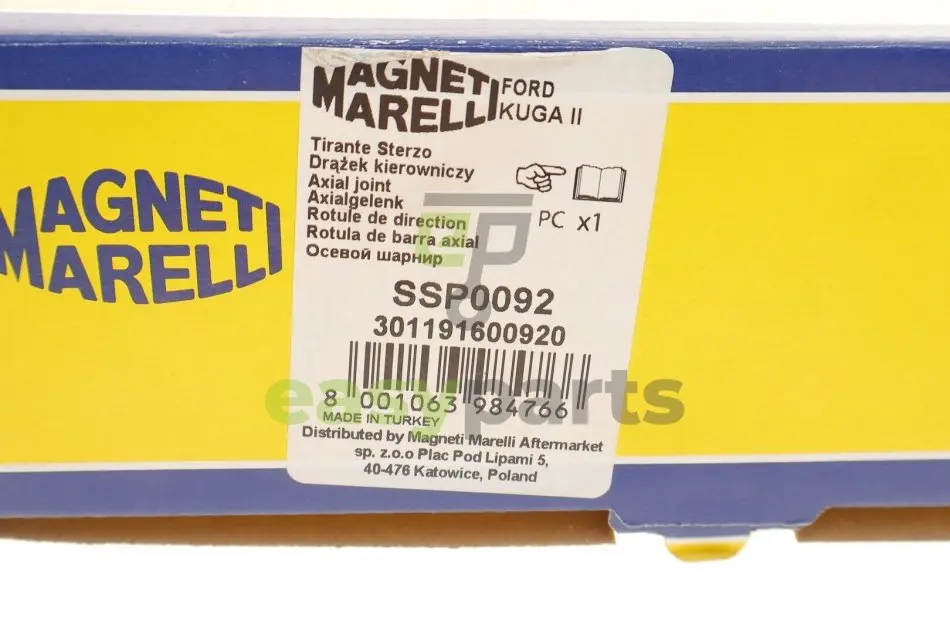 MAGNETI
MARELLI
FORD
KUGA II
Tirante Sterzo
Drążek kierowniczy
Axial joint
Axialgelenk
Rotule de direction
Rotula de barra axial
Осевой шарнир
PC x1
SSP0092
301191600920
8 001063 984766
MADE IN TURKEY
Distributed by Magneti Marelli Aftermarket
sp. z.o.o Plac Pod Lipami 5,
40-476 Katowice, Poland
MAGNETI
MARELLI
ep
easyparts